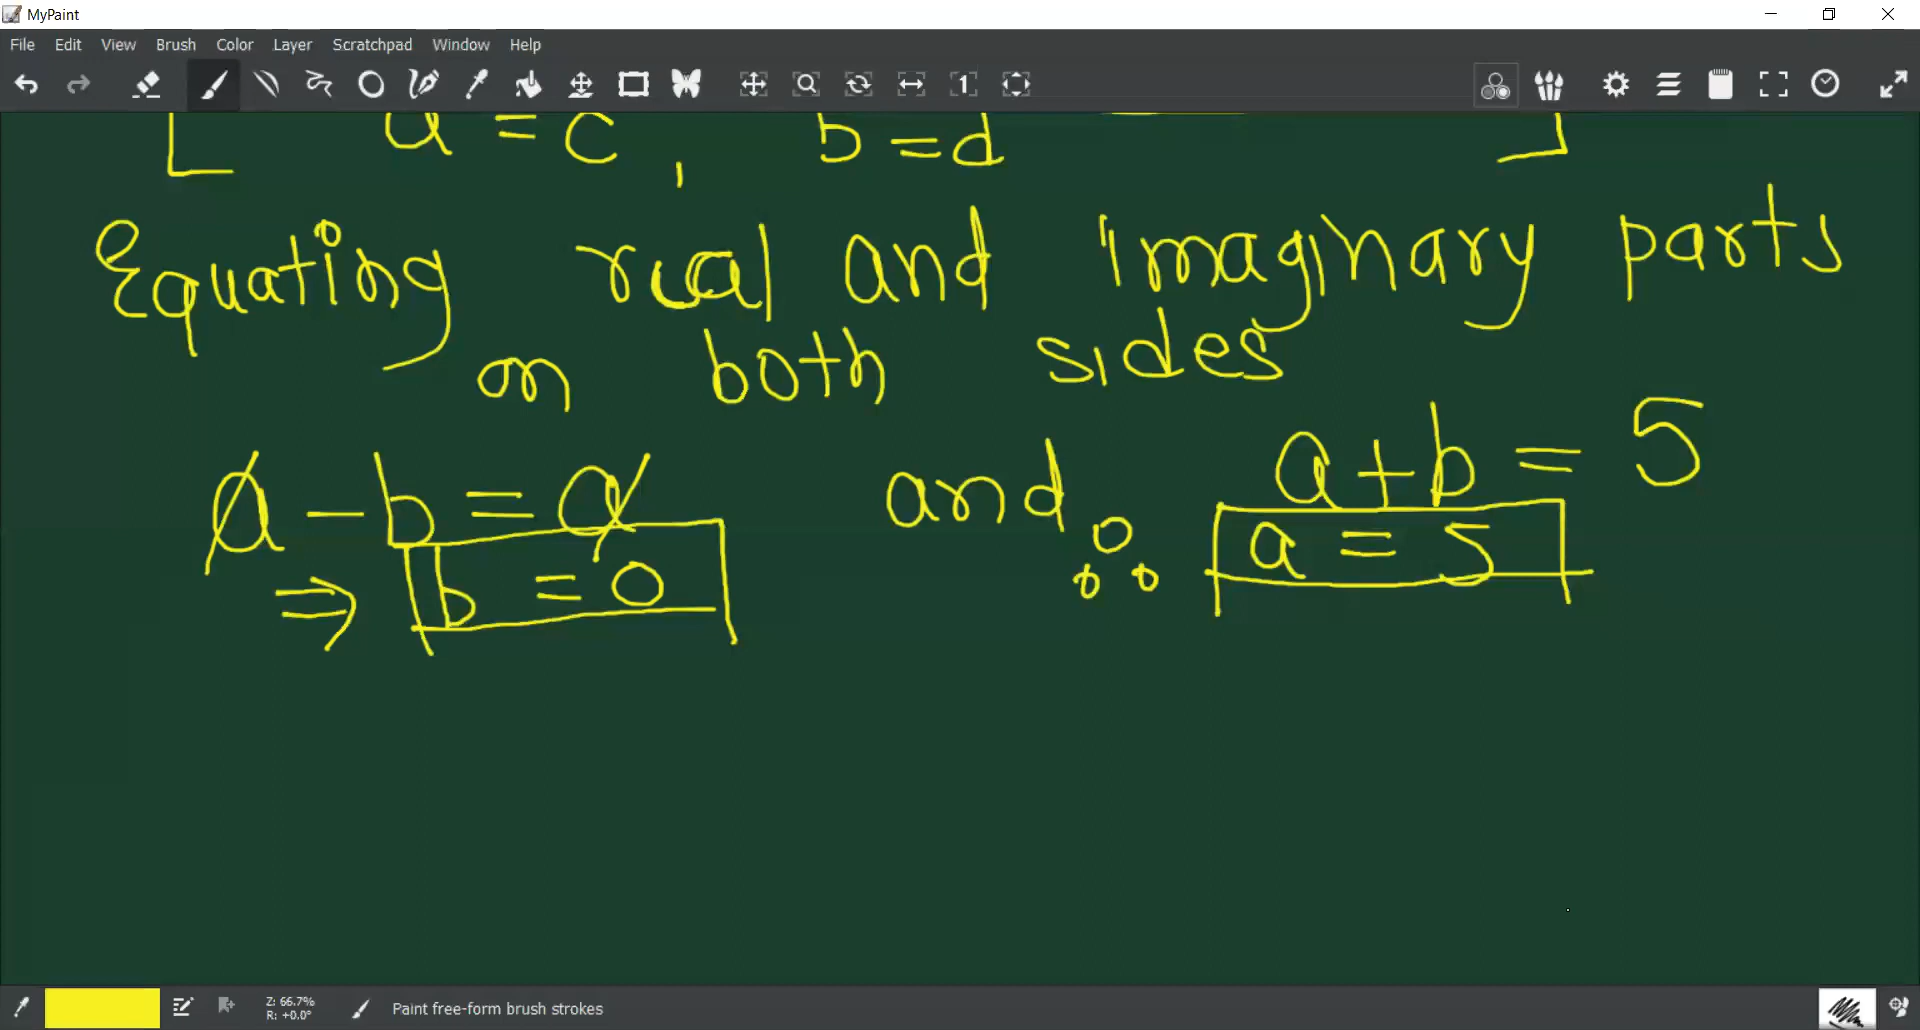 MyPaint
File Edit View Brush Color Layer Scratchpad Window Help
[ a = c, b = d ]
Equating real and imaginary parts
on both sides
a - b = a and a + b = 5
⇒ b = 0 ∴ a = 5
Z: 66.7%
R: +0.0°
Paint free-form brush strokes